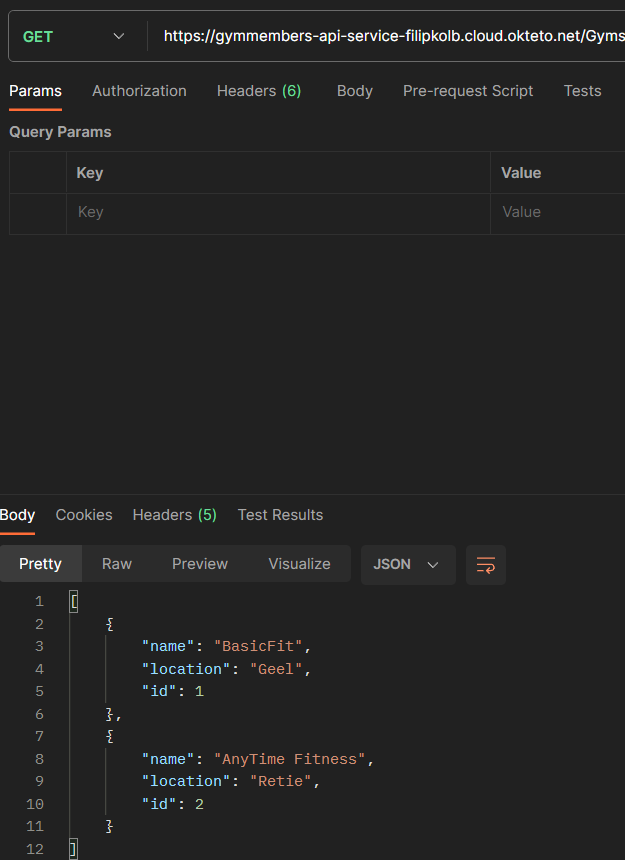 GET https://gymmembers-api-service-filipkolb.cloud.okteto.net/Gyms
Params Authorization Headers (6) Body Pre-request Script Tests
Query Params
Key Value
Key Value
Body Cookies Headers (5) Test Results
Pretty Raw Preview Visualize JSON
1 [
2 {
3 "name": "BasicFit",
4 "location": "Geel",
5 "id": 1
6 },
7 {
8 "name": "AnyTime Fitness",
9 "location": "Retie",
10 "id": 2
11 }
12 ]